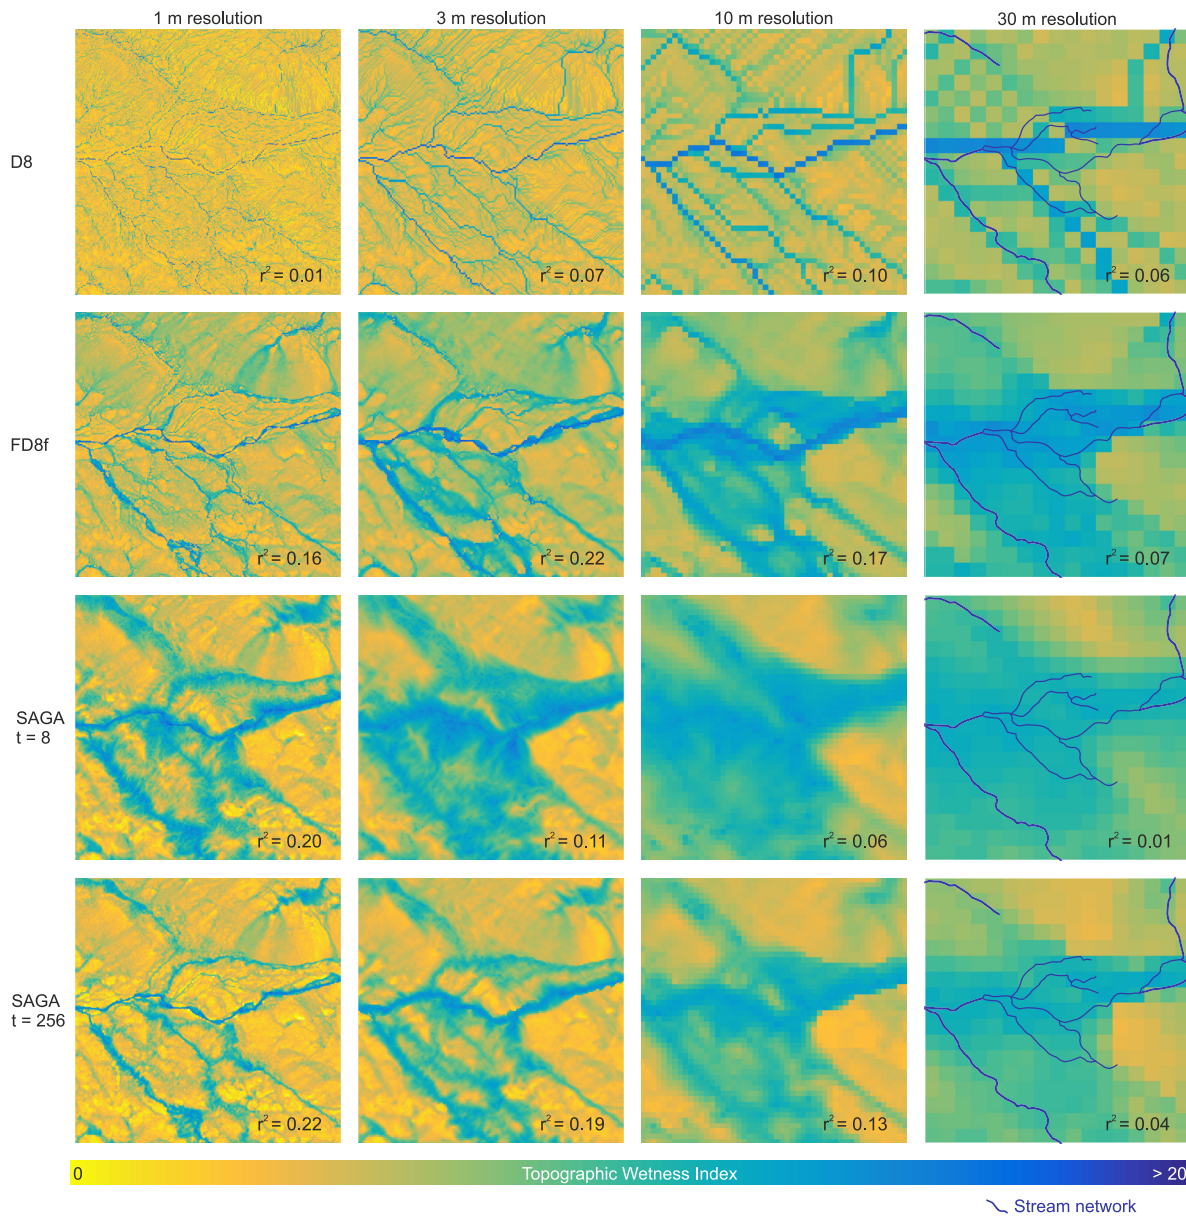 1 m resolution 3 m resolution 10 m resolution 30 m resolution
D8
r² = 0.01 r² = 0.07 r² = 0.10 r² = 0.06
FD8f
r² = 0.16 r² = 0.22 r² = 0.17 r² = 0.07
SAGA
t = 8
r² = 0.20 r² = 0.11 r² = 0.06 r² = 0.01
SAGA
t = 256
r² = 0.22 r² = 0.19 r² = 0.13 r² = 0.04
0 Topographic Wetness Index > 20
Stream network